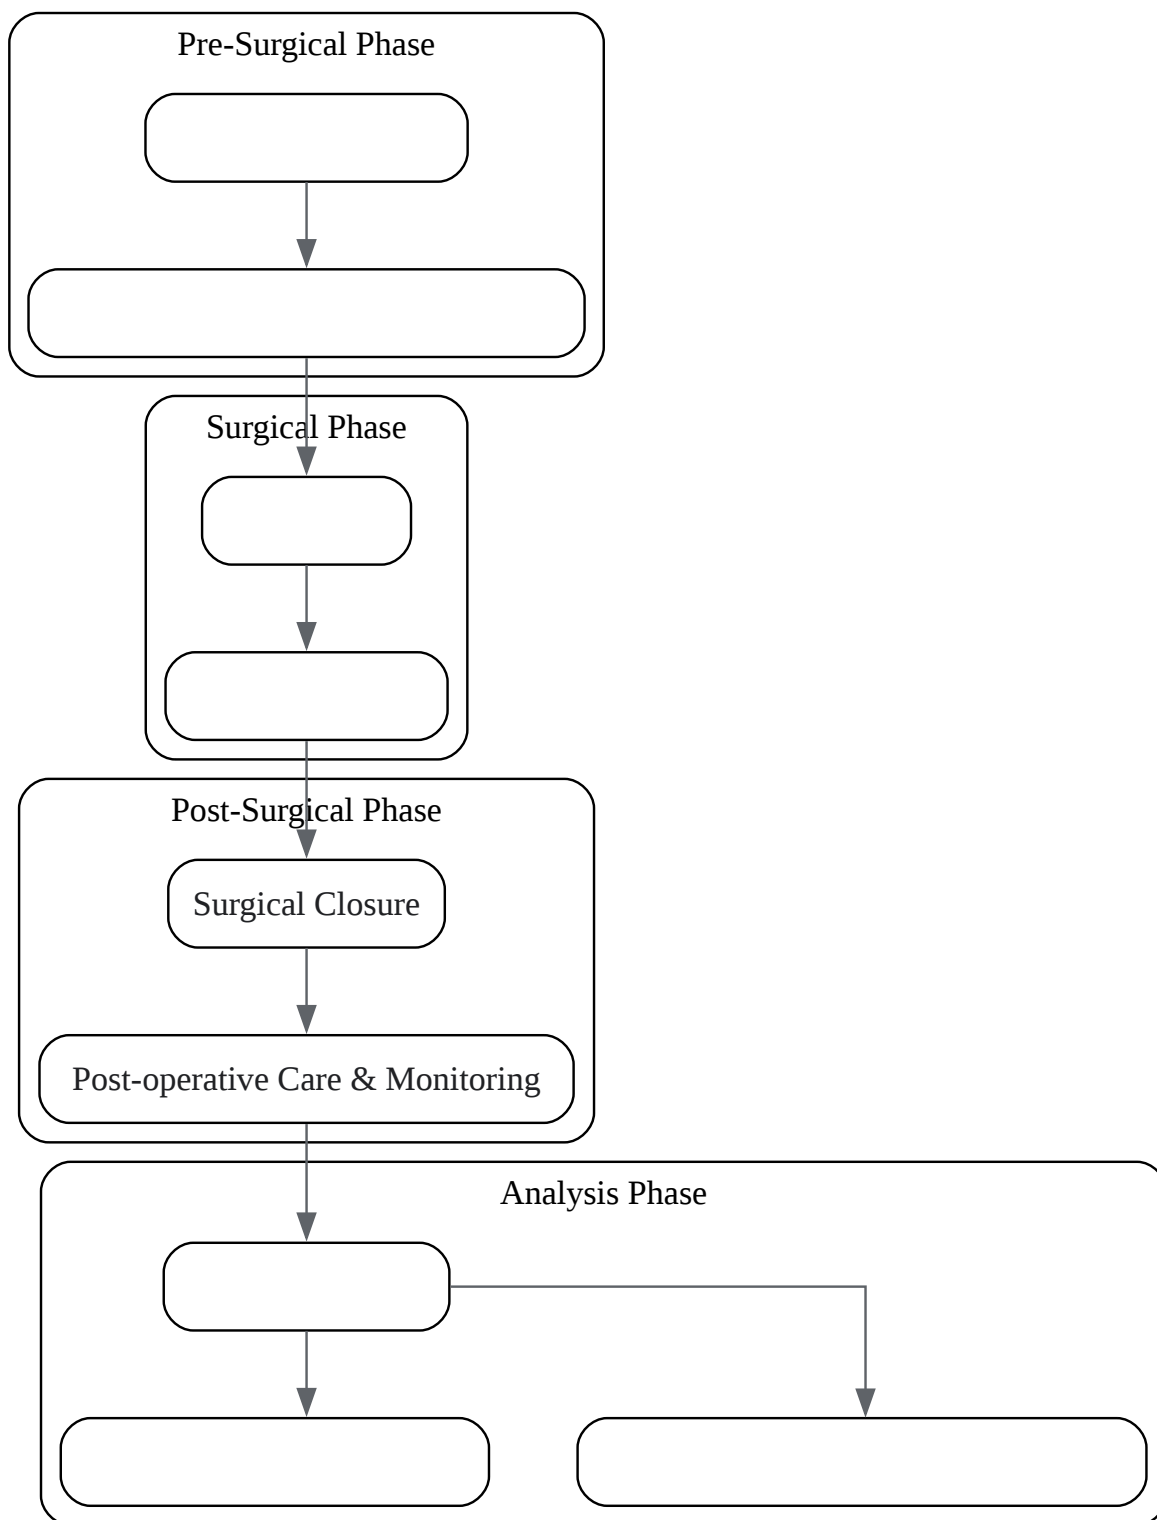 Pre-Surgical Phase
Surgical Phase
Post-Surgical Phase
Surgical Closure
Post-operative Care & Monitoring
Analysis Phase